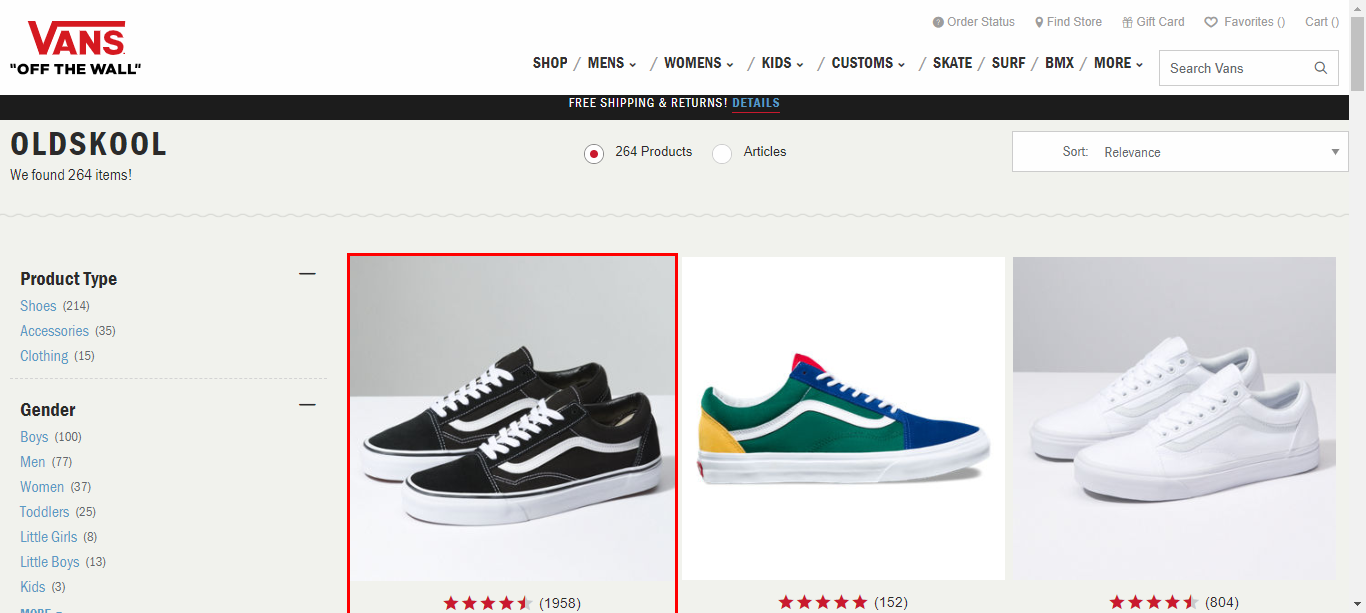 Order Status Find Store Gift Card Favorites () Cart ()
VANS
"OFF THE WALL"
SHOP / MENS / WOMENS / KIDS / CUSTOMS / SKATE / SURF / BMX / MORE
Search Vans
FREE SHIPPING & RETURNS! DETAILS
OLDSKOOL
We found 264 items!
264 Products
Articles
Sort: Relevance
Product Type
Shoes (214)
Accessories (35)
Clothing (15)
Gender
Boys (100)
Men (77)
Women (37)
Toddlers (25)
Little Girls (8)
Little Boys (13)
Kids (3)
MORE
(1958)
(152)
(804)